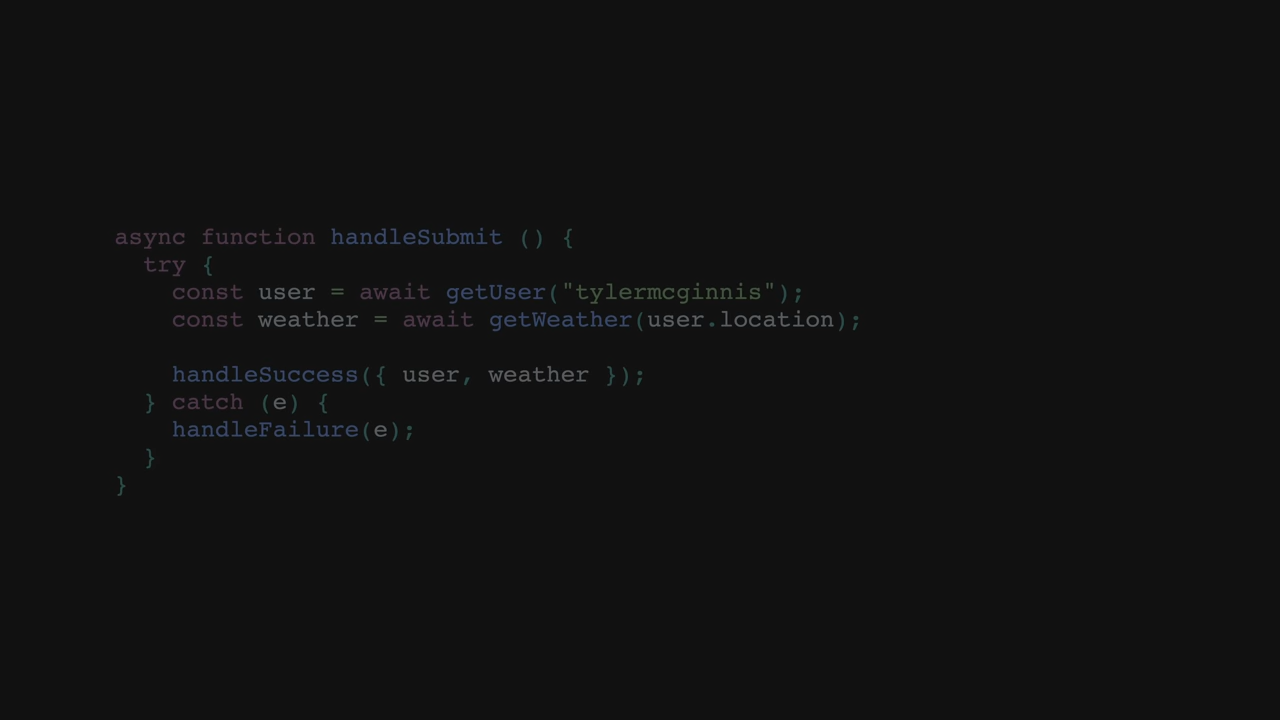 async function handleSubmit () {
  try {
    const user = await getUser("tylermcginnis");
    const weather = await getWeather(user.location);

    handleSuccess({ user, weather });
  } catch (e) {
    handleFailure(e);
  }
}